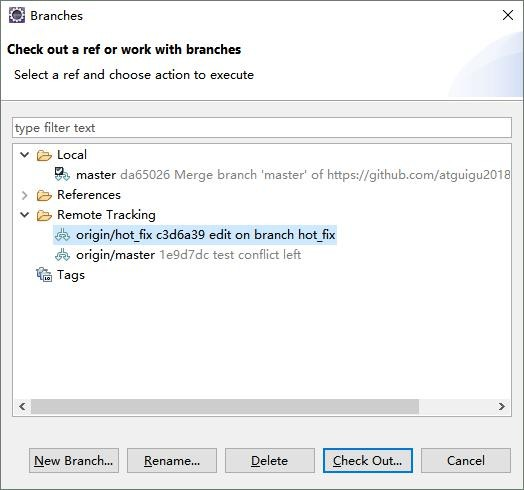 Branches
Check out a ref or work with branches
Select a ref and choose action to execute
type filter text
Local
master da65026 Merge branch 'master' of https://github.com/atguigu2018
References
Remote Tracking
origin/hot_fix c3d6a39 edit on branch hot_fix
origin/master 1e9d7dc test conflict left
Tags
New Branch... Rename... Delete Check Out... Cancel